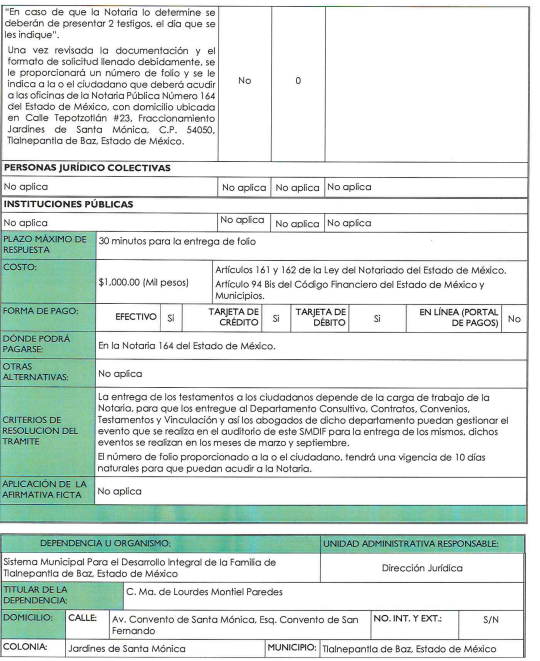 "En caso de que la Notaria lo determine se
deberán de presentar 2 testigos, el día que se
les indique".
Una vez revisada la documentación y el
formato de solicitud llenado debidamente, se
le proporcionará un número de folio y se le
indica a la o el ciudadano que deberá acudir
a las oficinas de la Notaria Pública Número 164
del Estado de México, con domicilio ubicada
en Calle Tepotzotlán #23, Fraccionamiento
Jardines de Santa Mónica, C.P. 54050,
Tlalnepantla de Baz, Estado de México.
No 0
PERSONAS JURÍDICO COLECTIVAS
No aplica No aplica No aplica No aplica
INSTITUCIONES PÚBLICAS
No aplica No aplica No aplica No aplica
PLAZO MÁXIMO DE
RESPUESTA
30 minutos para la entrega de folio
COSTO:
$1,000.00 (Mil pesos)
Artículos 161 y 162 de la Ley del Notariado del Estado de México.
Artículo 94 Bis del Código Financiero del Estado de México y
Municipios.
FORMA DE PAGO:
EFECTIVO Sí
TARJETA DE
CRÉDITO
Si
TARJETA DE
DÉBITO
Si
EN LÍNEA (PORTAL
DE PAGOS)
No
DÓNDE PODRÁ
PAGARSE:
En la Notaria 164 del Estado de México.
OTRAS
ALTERNATIVAS:
No aplica
CRITERIOS DE
RESOLUCION DEL
TRAMITE
La entrega de los testamentos a los ciudadanos depende de la carga de trabajo de la
Notaría, para que los entregue al Departamento Consultivo, Contratos, Convenios,
Testamentos y Vinculación y así los abogados de dicho departamento puedan gestionar el
evento que se realiza en el auditorio de este SMDIF para la entrega de los mismos, dichos
eventos se realizan en los meses de marzo y septiembre.
El número de folio proporcionado a la o el ciudadano, tendrá una vigencia de 10 días
naturales para que puedan acudir a la Notaria.
APLICACIÓN DE LA
AFIRMATIVA FICTA
No aplica
DEPENDENCIA U ORGANISMO: UNIDAD ADMINISTRATIVA RESPONSABLE:
Sistema Municipal Para el Desarrollo Integral de la Familia de
Tlalnepantla de Baz, Estado de México
Dirección Jurídica
TITULAR DE LA
DEPENDENCIA:
C. Ma. de Lourdes Montiel Paredes
DOMICILIO: CALLE:
Av. Convento de Santa Mónica, Esq. Convento de San
Fernando
NO. INT. Y EXT.: S/N
COLONIA: Jardines de Santa Mónica MUNICIPIO: Tlalnepantla de Baz, Estado de México